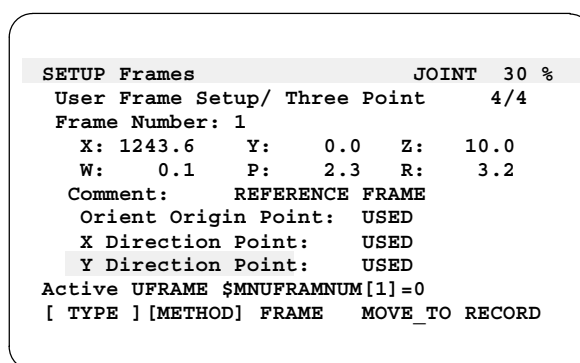 SETUP Frames JOINT 30 %
User Frame Setup/ Three Point 4/4
Frame Number: 1
X: 1243.6 Y: 0.0 Z: 10.0
W: 0.1 P: 2.3 R: 3.2
Comment: REFERENCE FRAME
Orient Origin Point: USED
X Direction Point: USED
Y Direction Point: USED
Active UFRAME $MNUFRAMNUM[1]=0
[ TYPE ][METHOD] FRAME MOVE_TO RECORD